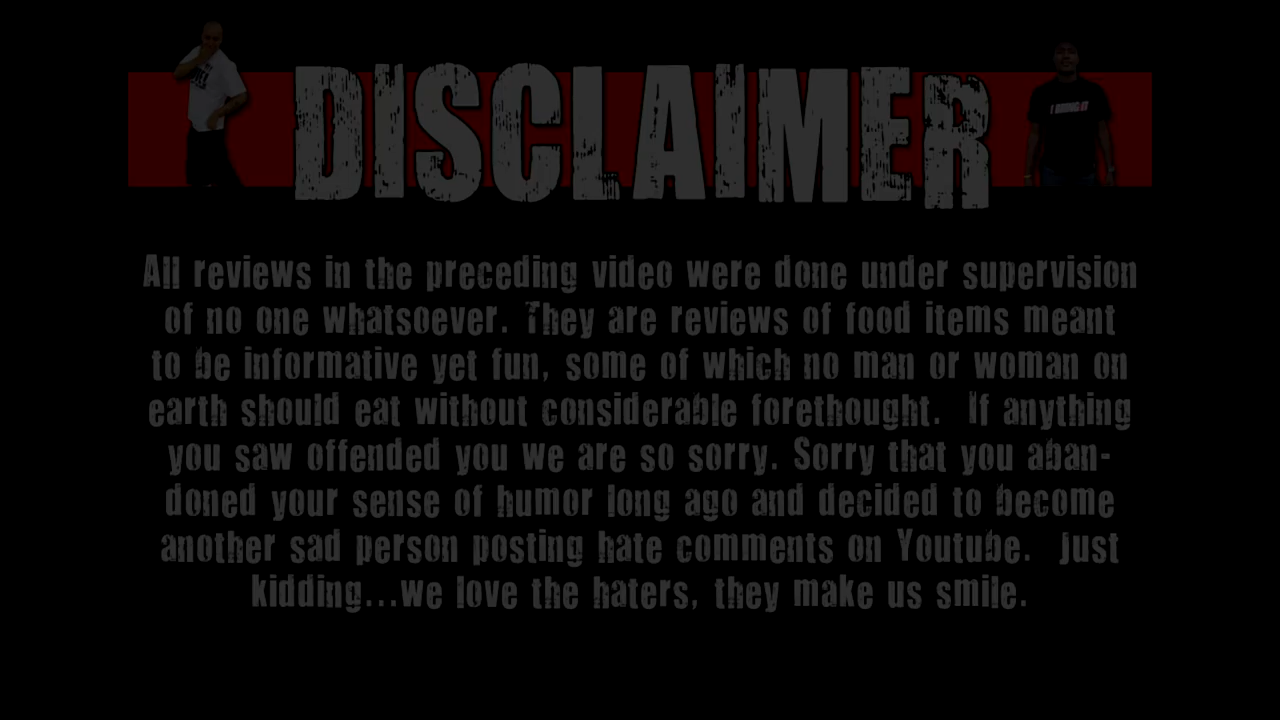 DISCLAIMER
All reviews in the preceding video were done under supervision
of no one whatsoever. They are reviews of food items meant
to be informative yet fun, some of which no man or woman on
earth should eat without considerable forethought.  If anything
you saw offended you we are so sorry. Sorry that you aban-
doned your sense of humor long ago and decided to become
another sad person posting hate comments on Youtube.  Just
kidding...we love the haters, they make us smile.